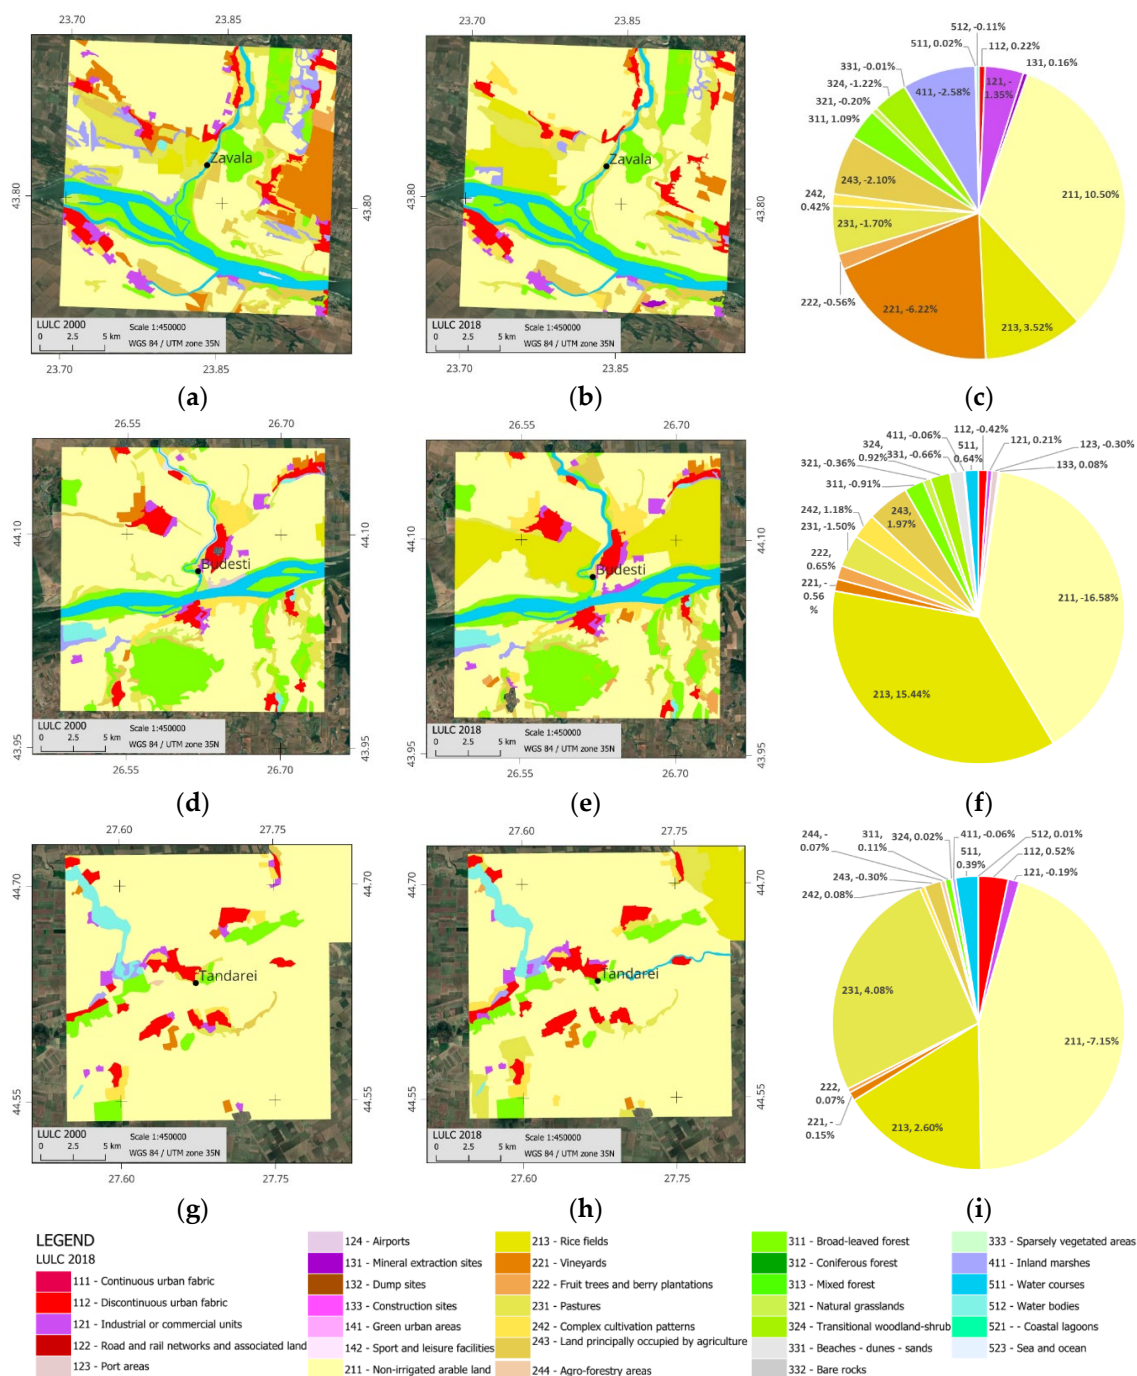 23.70
23.85
23.70
23.85
Zavala
43.80
43.80
LULC 2000
Scale 1:450000
0 2.5 5 km
WGS 84 / UTM zone 35N
23.70
23.85
(a)
Zavala
43.80
43.80
LULC 2018
Scale 1:450000
0 2.5 5 km
WGS 84 / UTM zone 35N
23.70
23.85
(b)
512, -0.11%
511, 0.02%
112, 0.22%
131, 0.16%
331, -0.01%
324, -1.22%
321, -0.20%
311, 1.09%
411, -2.58%
121, -
1.35%
243, -2.10%
242,
0.42%
231, -1.70%
222, -0.56%
221, -6.22%
213, 3.52%
211, 10.50%
(c)
26.55
26.70
44.10
44.10
Budesti
LULC 2000
Scale 1:450000
0 2.5 5 km
WGS 84 / UTM zone 35N
43.95
26.55
26.70
(d)
26.55
26.70
Budesti
LULC 2018
Scale 1:450000
0 2.5 5 km
WGS 84 / UTM zone 35N
43.95
26.55
26.70
(e)
411, -0.06%
112, -0.42%
324,
0.92%
331, -0.66%
511,
0.64%
121, 0.21%
123, -0.30%
133, 0.08%
321, -0.36%
311, -0.91%
242, 1.18%
243,
1.97%
231, -1.50%
222,
0.65%
221, -
0.56
%
211, -16.58%
213, 15.44%
(f)
27.60
27.75
44.70
44.70
Tandarei
44.55
44.55
LULC 2000
Scale 1:450000
0 2.5 5 km
WGS 84 / UTM zone 35N
27.60
27.75
(g)
27.60
27.75
44.70
Tandarei
44.55
LULC 2018
Scale 1:450000
0 2.5 5 km
WGS 84 / UTM zone 35N
27.60
27.75
(h)
244, -
0.07%
311,
0.11%
324, 0.02%
411, -0.06%
512, 0.01%
511,
0.39%
112, 0.52%
121, -0.19%
243, -0.30%
242, 0.08%
231, 4.08%
211, -7.15%
222,
0.07%
221, -
0.15%
213, 2.60%
(i)
LEGEND
LULC 2018
111 - Continuous urban fabric
112 - Discontinuous urban fabric
121 - Industrial or commercial units
122 - Road and rail networks and associated land
123 - Port areas
124 - Airports
131 - Mineral extraction sites
132 - Dump sites
133 - Construction sites
141 - Green urban areas
142 - Sport and leisure facilities
211 - Non-irrigated arable land
213 - Rice fields
221 - Vineyards
222 - Fruit trees and berry plantations
231 - Pastures
242 - Complex cultivation patterns
243 - Land principally occupied by agriculture
244 - Agro-forestry areas
311 - Broad-leaved forest
312 - Coniferous forest
313 - Mixed forest
321 - Natural grasslands
324 - Transitional woodland-shrub
331 - Beaches - dunes - sands
332 - Bare rocks
333 - Sparsely vegetated areas
411 - Inland marshes
511 - Water courses
512 - Water bodies
521 - - Coastal lagoons
523 - Sea and ocean